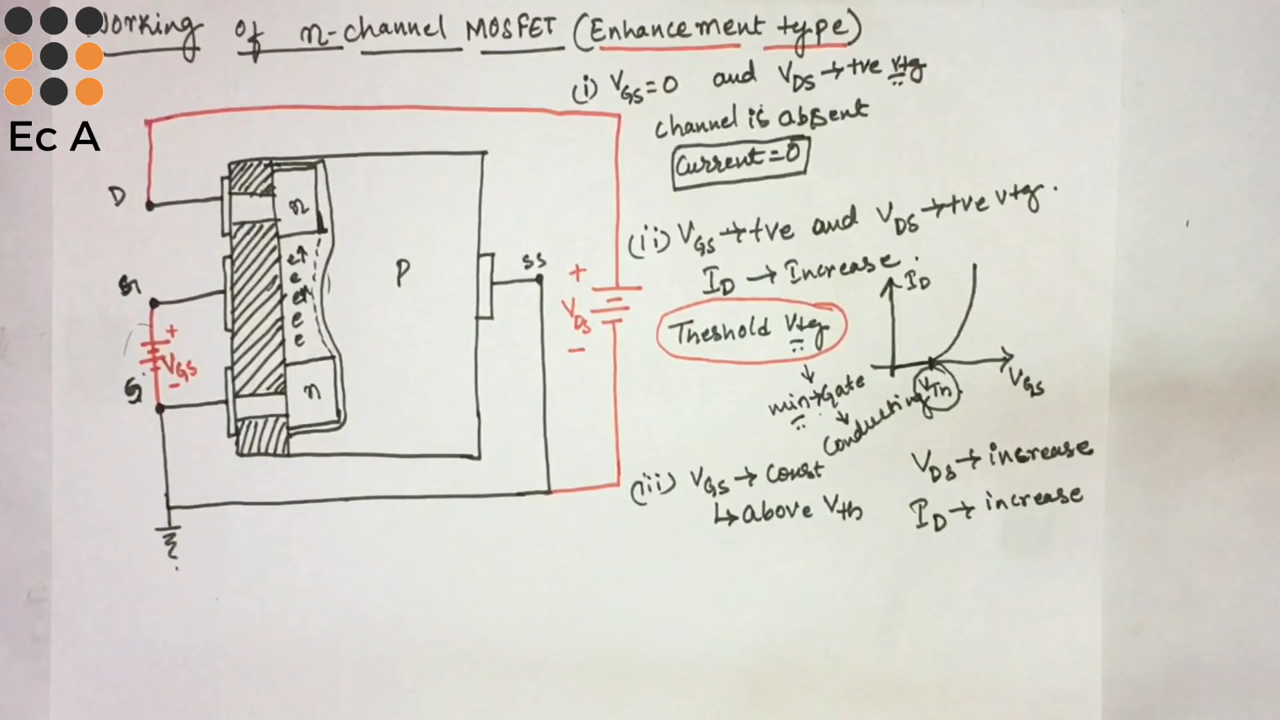 Working of n-channel MOSFET (Enhancement type)
Ec A
(i) VGS=0 and VDS→+ve vtg
channel is absent
Current=0
(ii) VGS→+ve and VDS→+ve vtg.
ID→Increase.
Theshold Vtg
min→Gate
Conducting
ID
VTh
VGS
(iii) VGS→const
↳above Vth
VDS→increase
ID→increase
D
n
e
e
e
e
e
e
P
SS
+
VDS
-
+
VGS
-
n